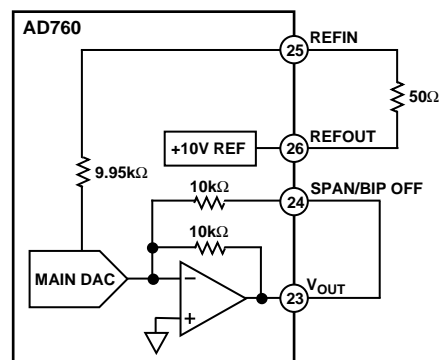 AD760
25
REFIN
50Ω
+10V REF
26
REFOUT
9.95kΩ
10kΩ
24
SPAN/BIP OFF
10kΩ
MAIN DAC
–
+
23
VOUT